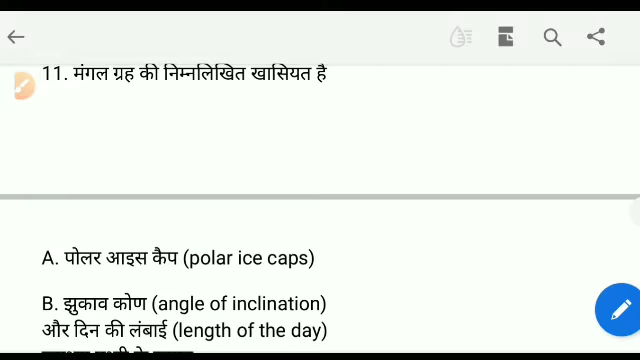 11. मंगल ग्रह की निम्नलिखित खासियत है
A. पोलर आइस कैप (polar ice caps)
B. झुकाव कोण (angle of inclination)
और दिन की लंबाई (length of the day)